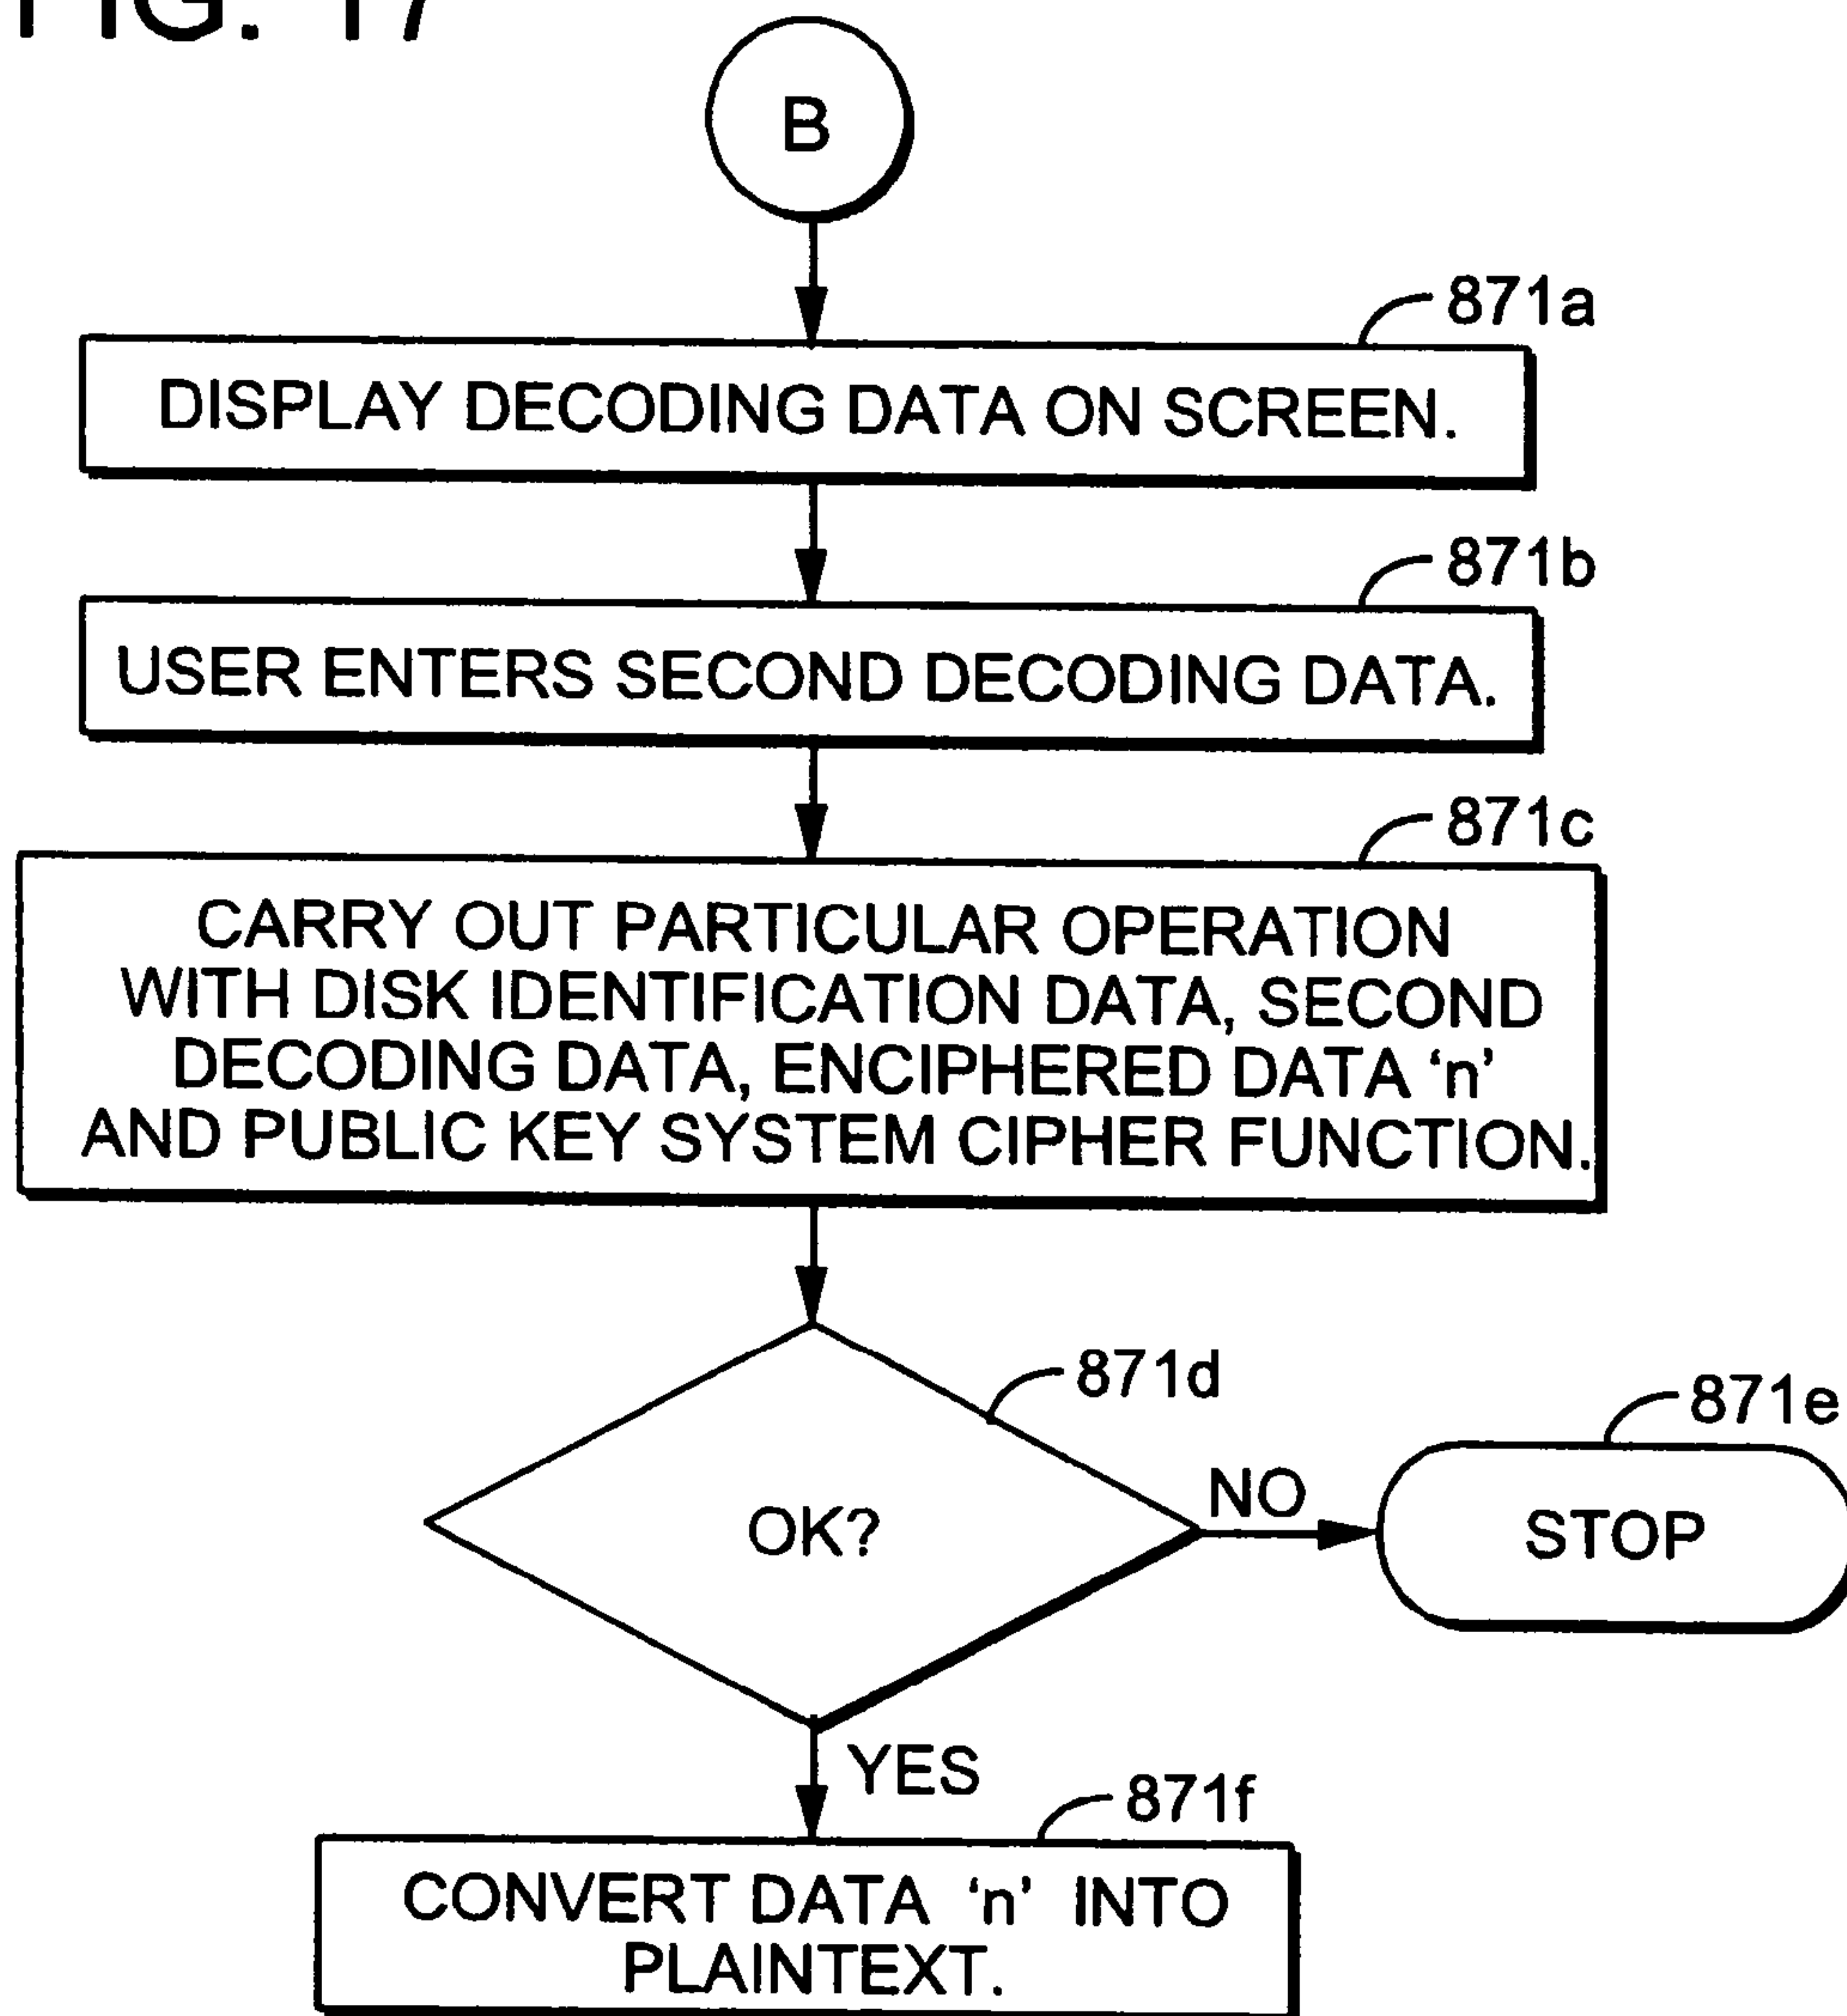 FIG. 17
B
871a
DISPLAY DECODING DATA ON SCREEN.
871b
USER ENTERS SECOND DECODING DATA.
871c
CARRY OUT PARTICULAR OPERATION
WITH DISK IDENTIFICATION DATA, SECOND
DECODING DATA, ENCIPHERED DATA ‘n’
AND PUBLIC KEY SYSTEM CIPHER FUNCTION.
871d
OK?
NO
871e
STOP
YES
871f
CONVERT DATA ‘n’ INTO
PLAINTEXT.